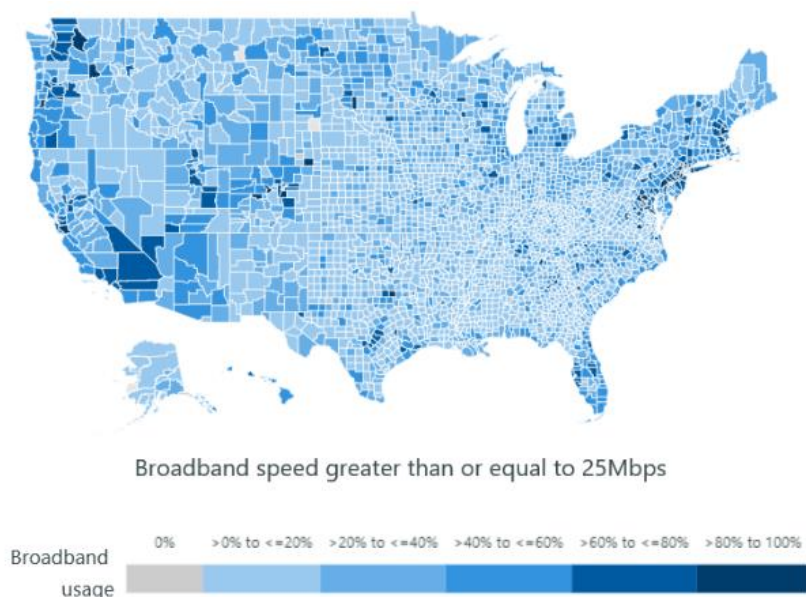 Broadband speed greater than or equal to 25Mbps
0% >0% to <=20% >20% to <=40% >40% to <=60% >60% to <=80% >80% to 100%
Broadband
usage